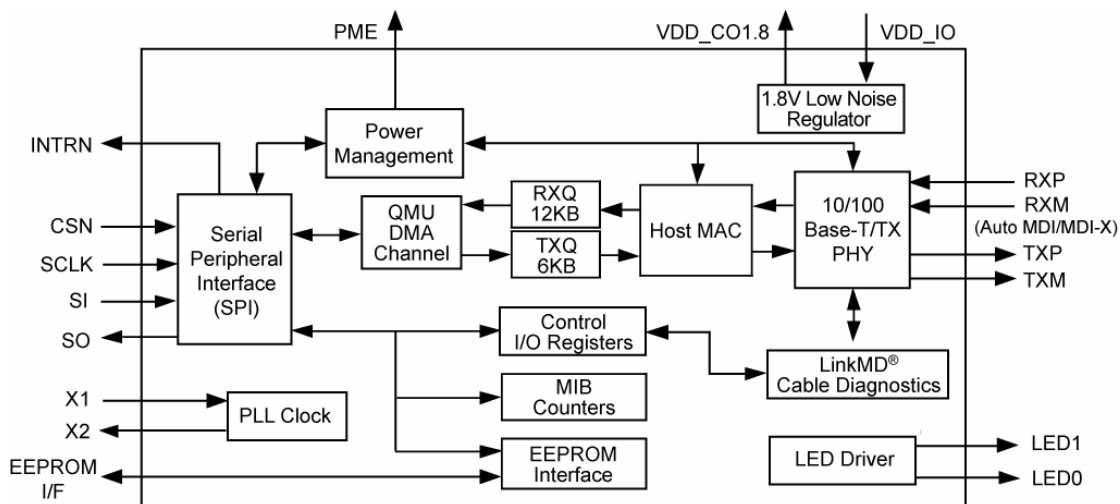 PME
VDD_CO1.8
VDD_IO
1.8V Low Noise
Regulator
Power
Management
INTRN
CSN
SCLK
SI
SO
Serial
Peripheral
Interface
(SPI)
QMU
DMA
Channel
RXQ
12KB
TXQ
6KB
Host MAC
10/100
Base-T/TX
PHY
RXP
RXM
(Auto MDI/MDI-X)
TXP
TXM
Control
I/O Registers
LinkMD®
Cable Diagnostics
MIB
Counters
X1
X2
PLL Clock
EEPROM
I/F
EEPROM
Interface
LED Driver
LED1
LED0